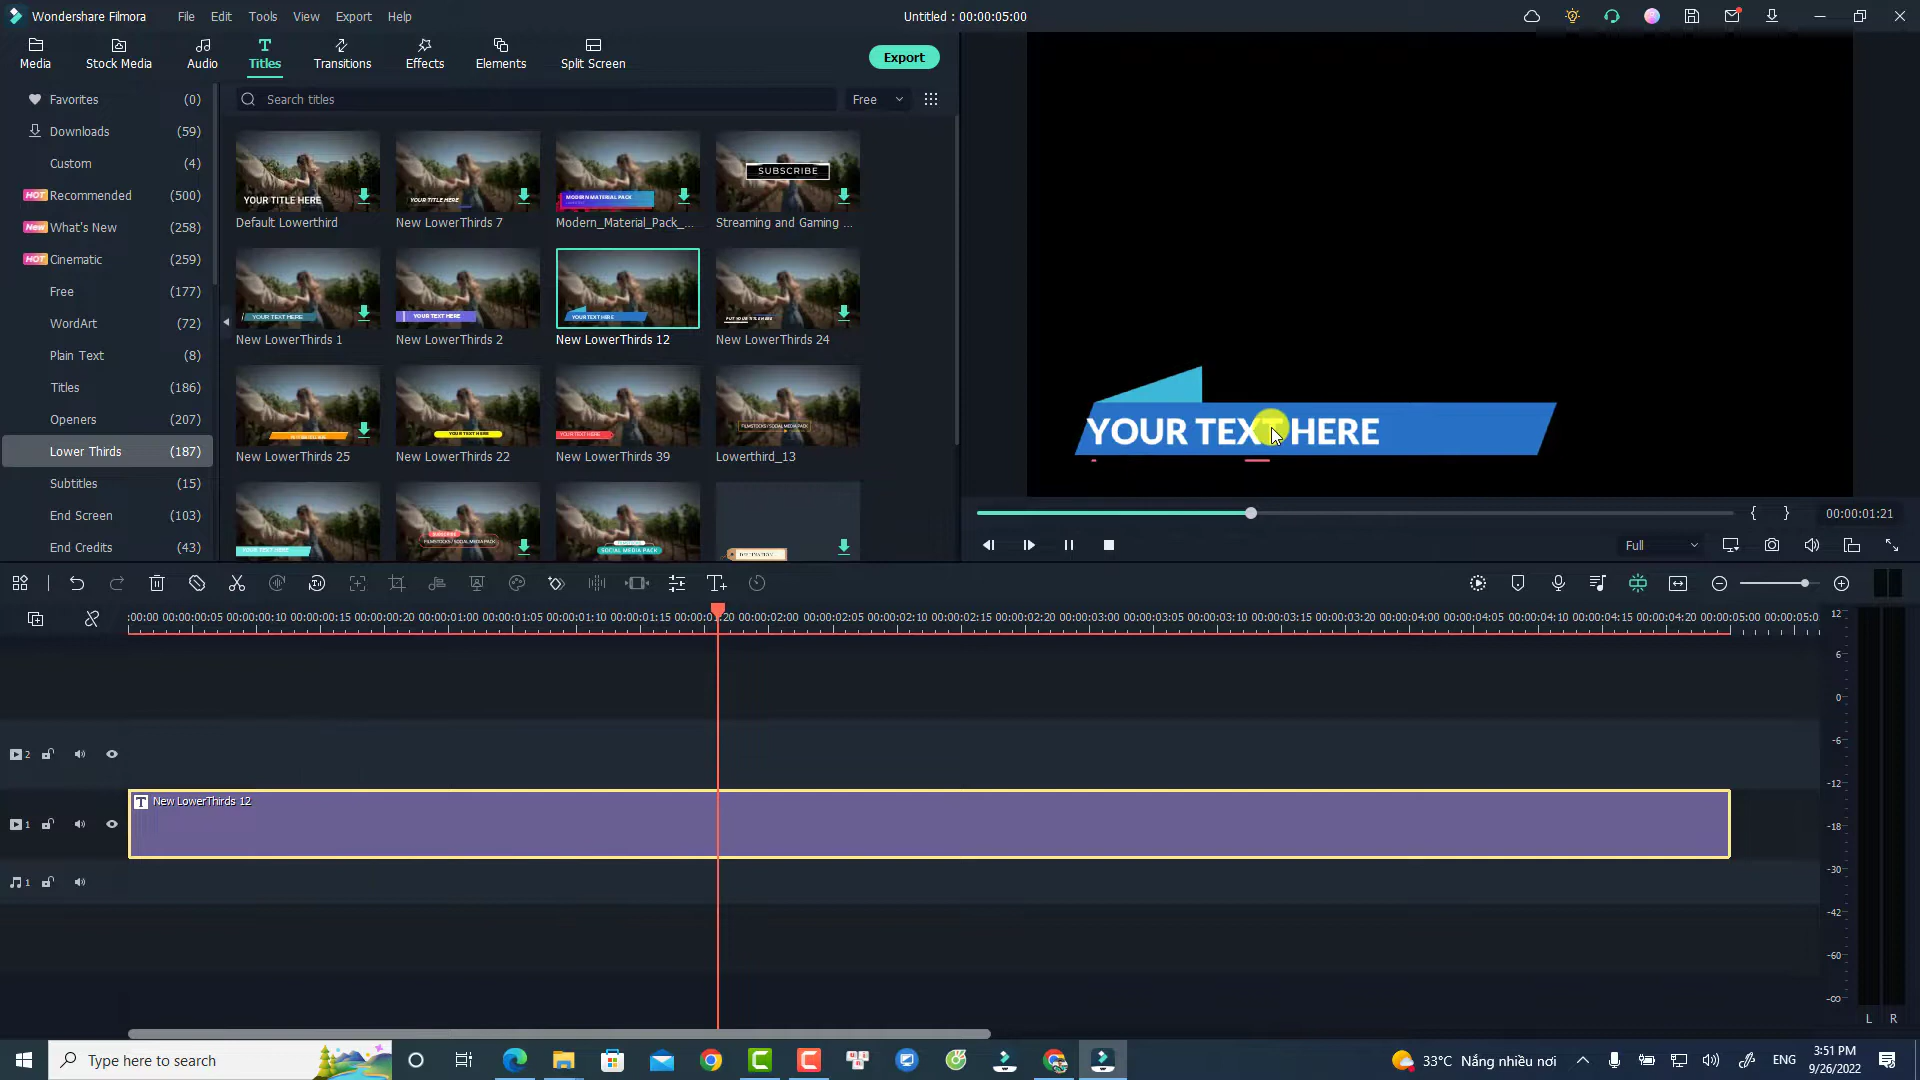 Wondershare Filmora
File Edit Tools View Export Help
Untitled : 00:00:05:00
Media
Stock Media
Audio
Titles
Transitions
Effects
Elements
Split Screen
Export
Favorites (0)
Downloads (59)
Custom (4)
HOT Recommended (500)
New What's New (258)
HOT Cinematic (259)
Free (177)
WordArt (72)
Plain Text (8)
Titles (186)
Openers (207)
Lower Thirds (187)
Subtitles (15)
End Screen (103)
End Credits (43)
Search titles
Free
YOUR TITLE HERE
YOUR TITLE HERE
MODERN MATERIAL PACK
SUBSCRIBE
Default Lowerthird
New LowerThirds 7
Modern_Material_Pack_...
Streaming and Gaming ...
YOUR TEXT HERE
YOUR TEXT HERE
YOUR TEXT HERE
PUT YOUR TITLE HERE
New LowerThirds 1
New LowerThirds 2
New LowerThirds 12
New LowerThirds 24
YOUR TEXT HERE
YOUR TEXT HERE
FILMSTOCKS / SOCIAL MEDIA PACK
New LowerThirds 25
New LowerThirds 22
New LowerThirds 39
Lowerthird_13
YOUR TEXT HERE
FILMSTOCKS / SOCIAL MEDIA PACK
SOCIAL MEDIA PACK
YOUR TEXT HERE
{ } 00:00:01:21
Full
:00:00 00:00:00:05 00:00:00:10 00:00:00:15 00:00:00:20 00:00:01:00 00:00:01:05 00:00:01:10 00:00:01:15 00:00:01:20 00:00:02:00 00:00:02:05 00:00:02:10 00:00:02:15 00:00:02:20 00:00:03:00 00:00:03:05 00:00:03:10 00:00:03:15 00:00:03:20 00:00:04:00 00:00:04:05 00:00:04:10 00:00:04:15 00:00:04:20 00:00:05:00 00:00:05:0
12
6
0
-6
-12
-18
-30
-42
-60
-∞
L R
2
1
T New LowerThirds 12
1
Type here to search
33°C Nắng nhiều nơi
ENG
3:51 PM
9/26/2022